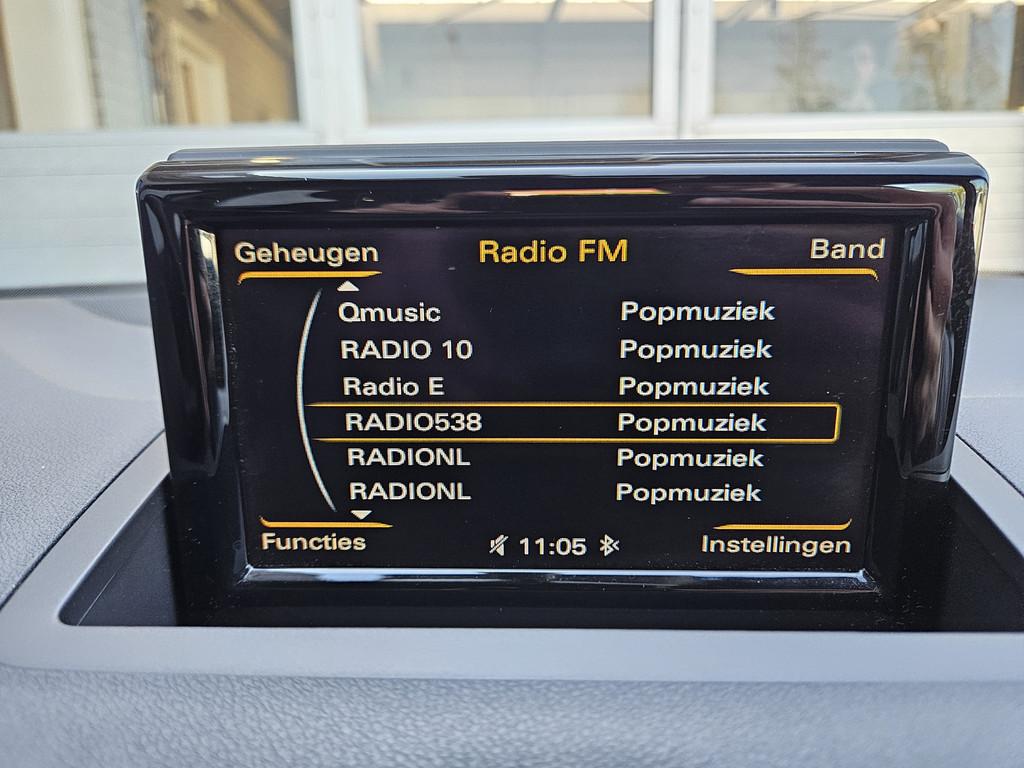 Geheugen Radio FM Band
Qmusic Popmuziek
RADIO 10 Popmuziek
Radio E Popmuziek
RADIO538 Popmuziek
RADIONL Popmuziek
RADIONL Popmuziek
Functies 11:05 Instellingen